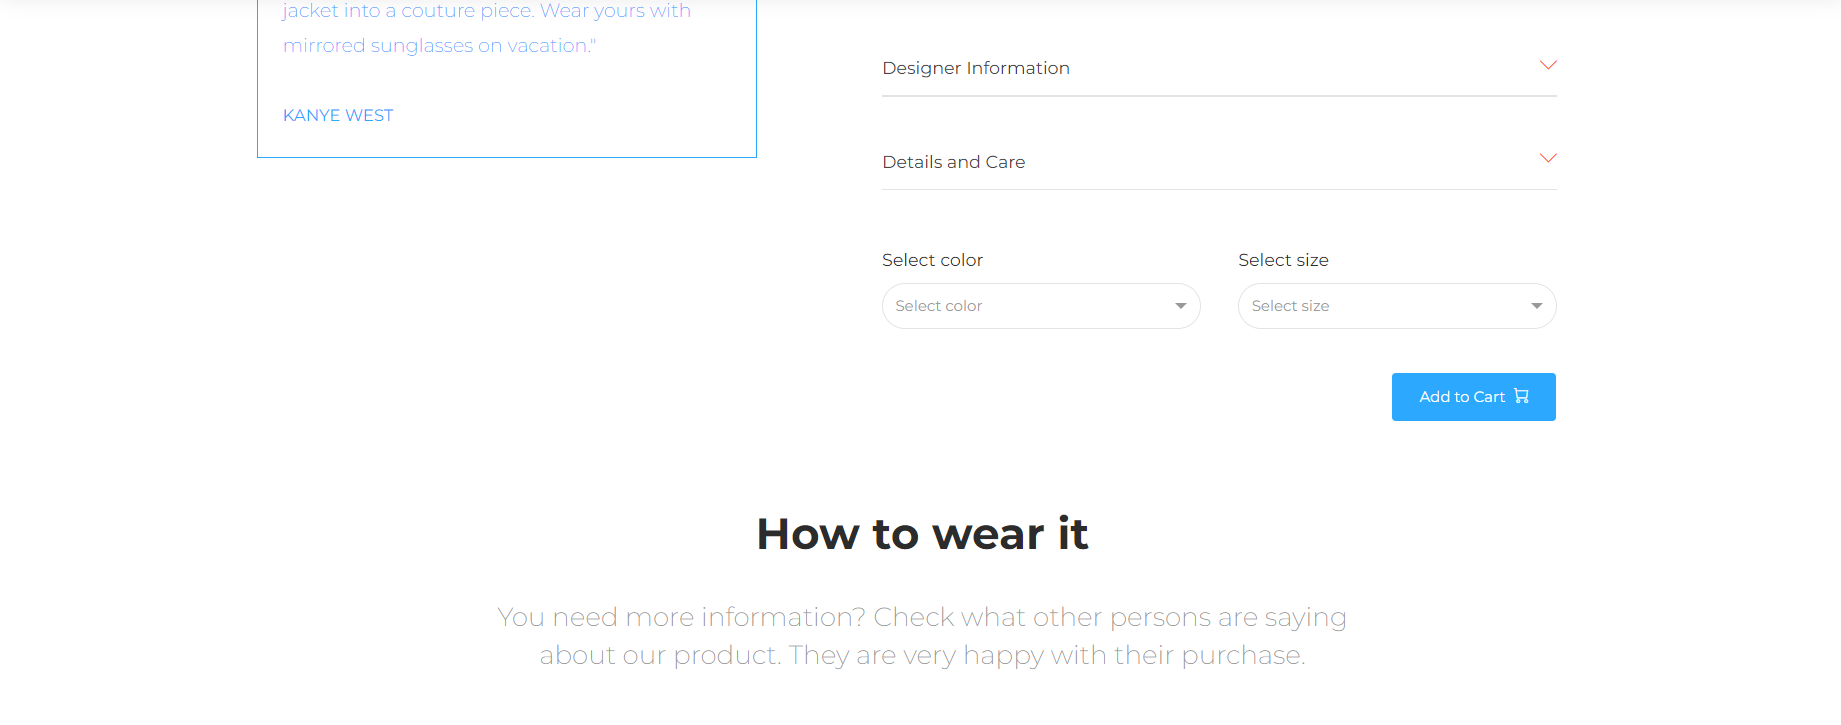 jacket into a couture piece. Wear yours with
mirrored sunglasses on vacation."
KANYE WEST
Designer Information
Details and Care
Select color
Select color
Select size
Select size
Add to Cart
How to wear it
You need more information? Check what other persons are saying
about our product. They are very happy with their purchase.